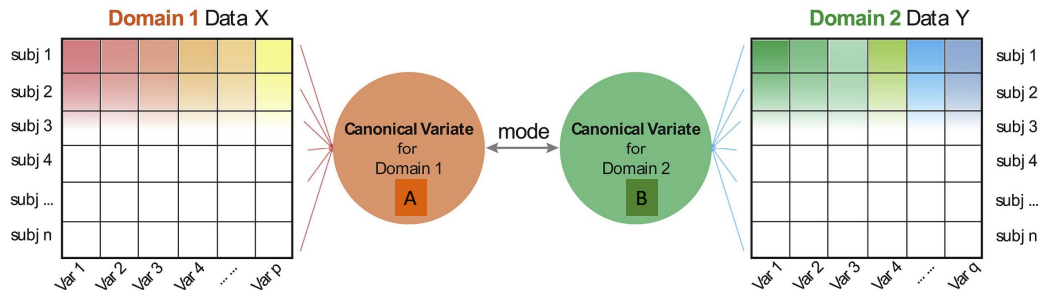 Domain 1 Data X
subj 1
subj 2
subj 3
subj 4
subj ...
subj n
Var 1
Var 2
Var 3
Var 4
... ...
Var p
Canonical Variate
for
Domain 1
A
mode
Canonical Variate
for
Domain 2
B
Domain 2 Data Y
subj 1
subj 2
subj 3
subj 4
subj ...
subj n
Var 1
Var 2
Var 3
Var 4
... ...
Var q